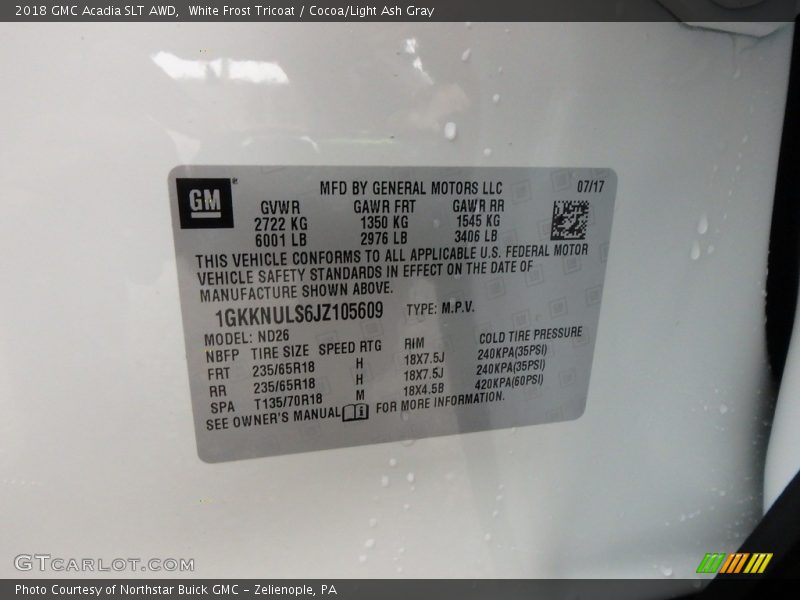 2018 GMC Acadia SLT AWD,  White Frost Tricoat / Cocoa/Light Ash Gray
GM
MFD BY GENERAL MOTORS LLC 07/17
GVWR GAWR FRT GAWR RR
2722 KG 1350 KG 1545 KG
6001 LB 2976 LB 3406 LB
THIS VEHICLE CONFORMS TO ALL APPLICABLE U.S. FEDERAL MOTOR
VEHICLE SAFETY STANDARDS IN EFFECT ON THE DATE OF
MANUFACTURE SHOWN ABOVE.
1GKKNULS6JZ105609 TYPE: M.P.V.
MODEL: ND26
NBFP TIRE SIZE SPEED RTG RIM COLD TIRE PRESSURE
FRT 235/65R18 H 18X7.5J 240KPA(35PSI)
RR 235/65R18 H 18X7.5J 240KPA(35PSI)
SPA T135/70R18 M 18X4.5B 420KPA(60PSI)
SEE OWNER'S MANUAL FOR MORE INFORMATION.
GTCARLOT.COM
Photo Courtesy of Northstar Buick GMC - Zelienople, PA